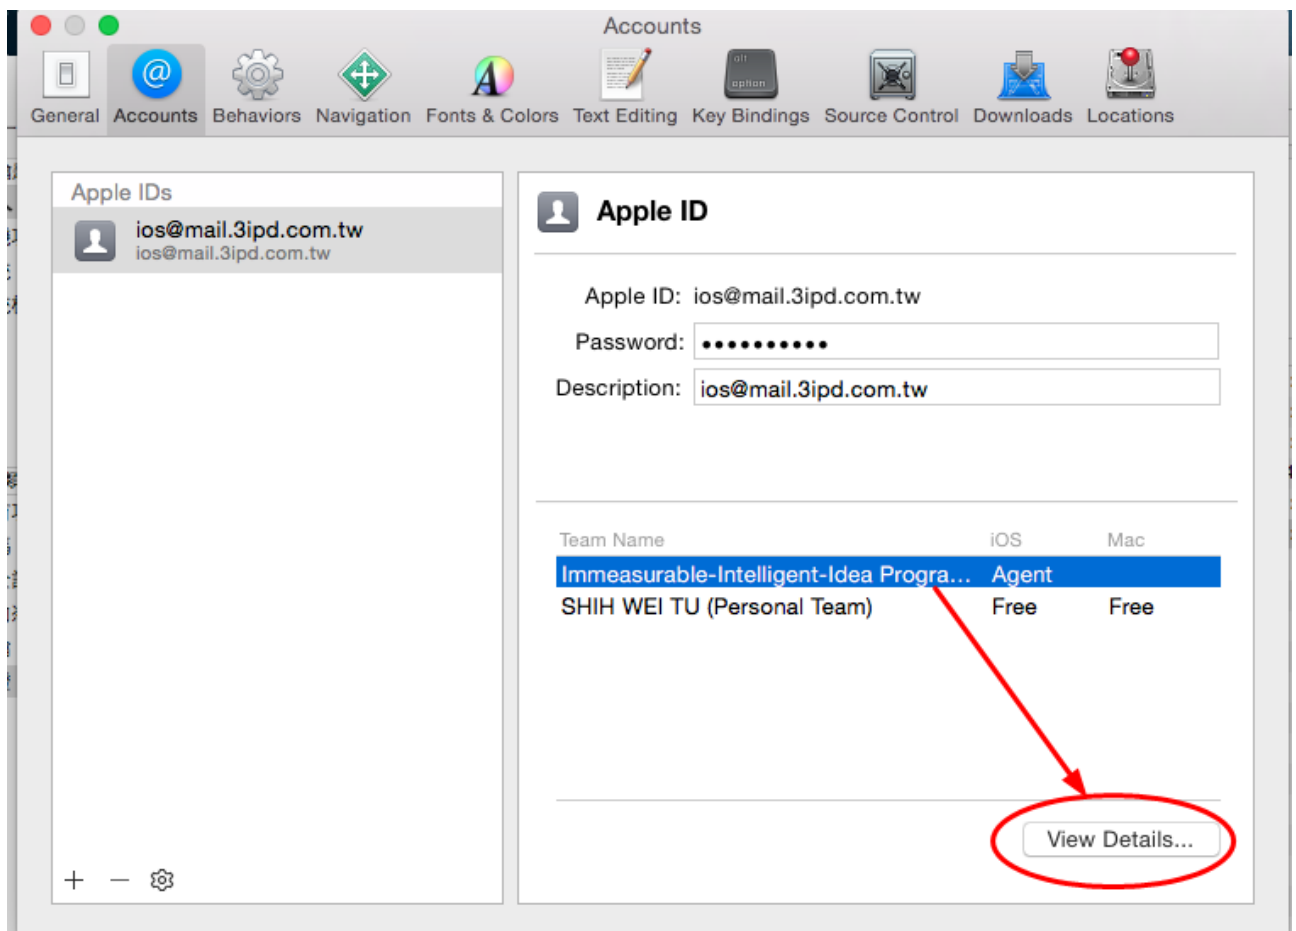 Accounts
General Accounts Behaviors Navigation Fonts & Colors Text Editing Key Bindings Source Control Downloads Locations
alt
option
Apple IDs
ios@mail.3ipd.com.tw
ios@mail.3ipd.com.tw
Apple ID
Apple ID: ios@mail.3ipd.com.tw
Password: ••••••••••
Description: ios@mail.3ipd.com.tw
Team Name iOS Mac
Immeasurable-Intelligent-Idea Progra... Agent
SHIH WEI TU (Personal Team) Free Free
View Details...